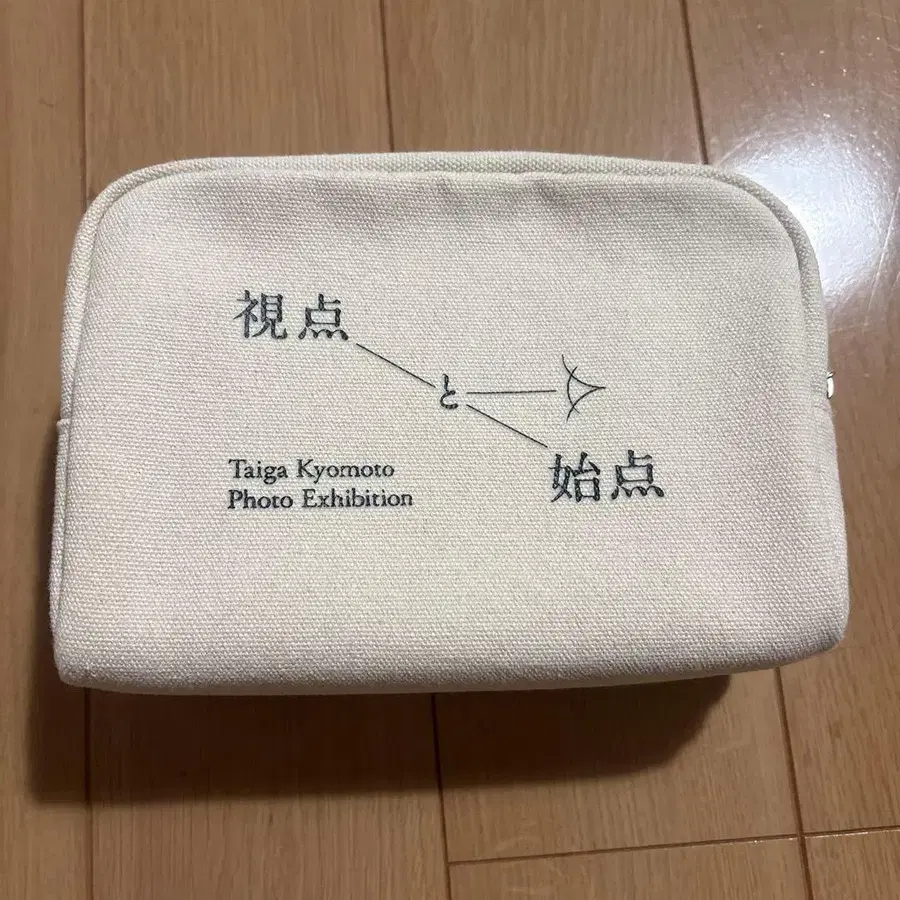 視点
と
始点
Taiga Kyomoto
Photo Exhibition